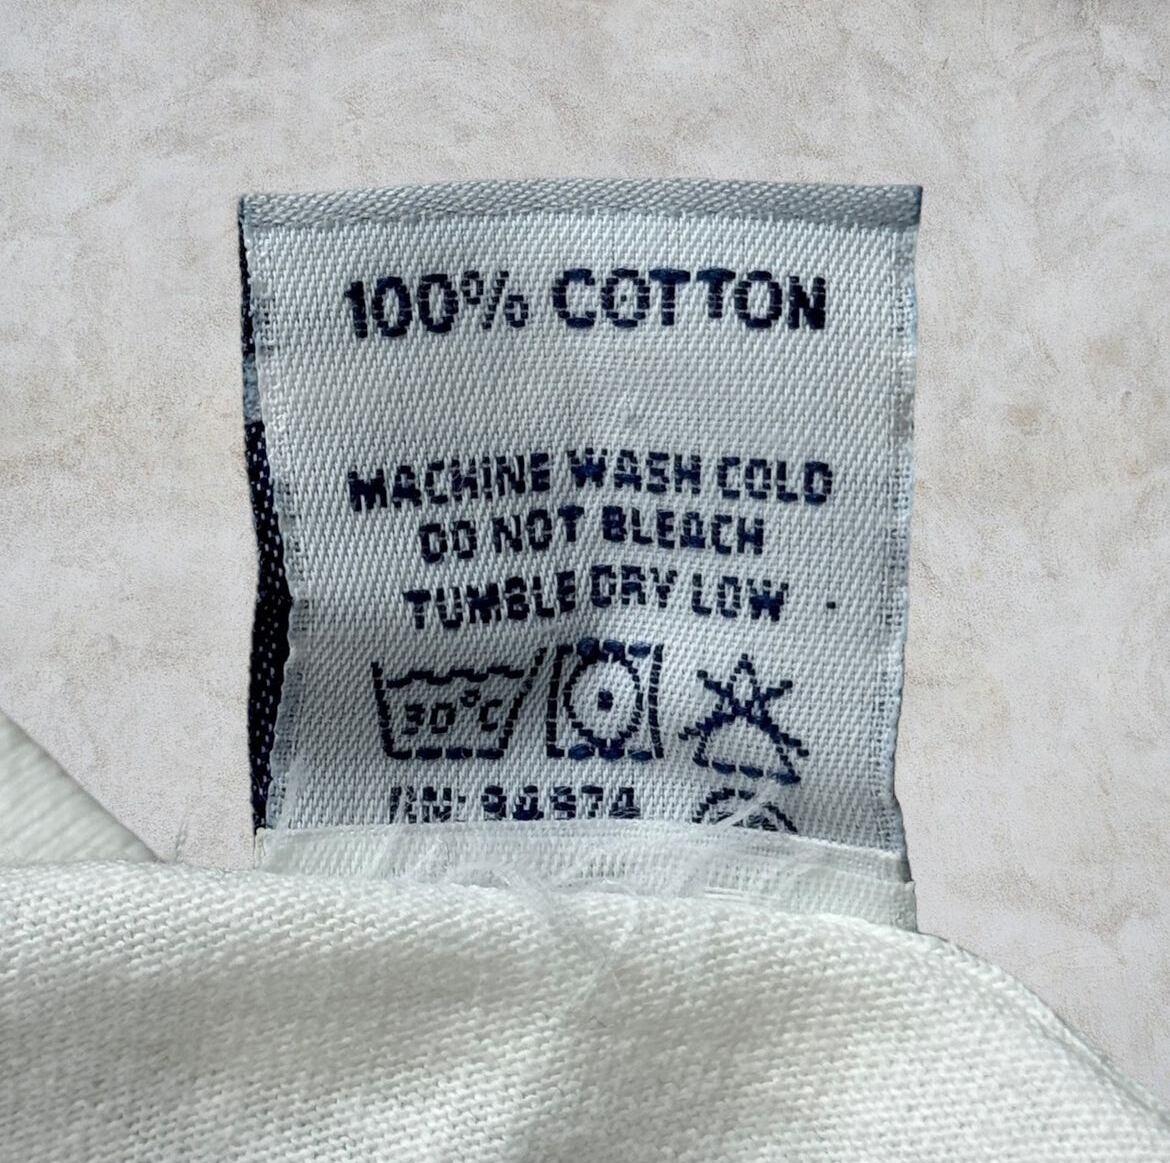 100% COTTON
MACHINE WASH COLD
DO NOT BLEACH
TUMBLE DRY LOW
30°C